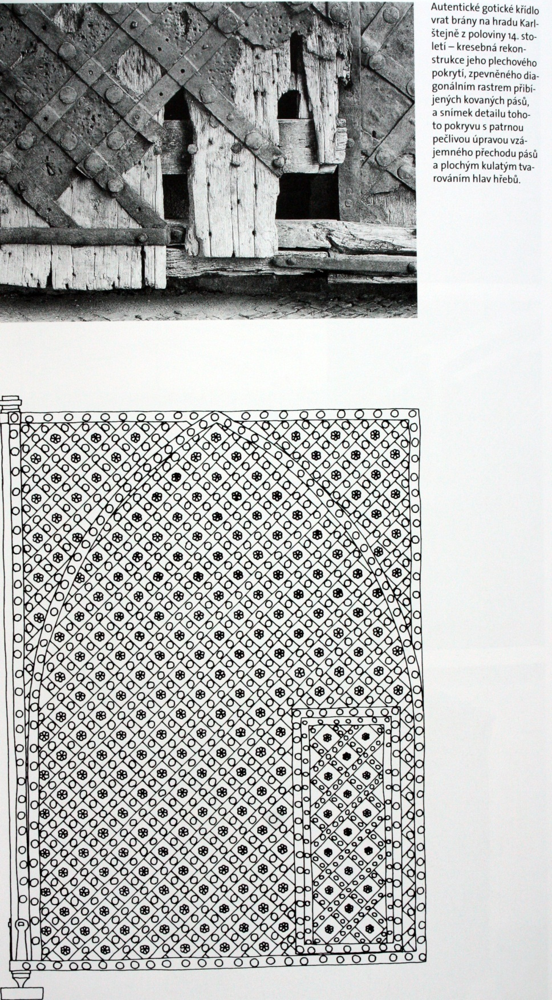 Autentické gotické křídlo
vrat brány na hradu Karl-
štejně z poloviny 14. sto-
letí – kresebná rekon-
strukce jeho plechového
pokrytí, zpevněného dia-
gonálním rastrem přibí-
jených kovaných pásů,
a snímek detailu toho-
to pokryvu s patrnou
pečlivou úpravou vzá-
jemného přechodu pásů
a plochým kulatým tva-
rováním hlav hřebů.